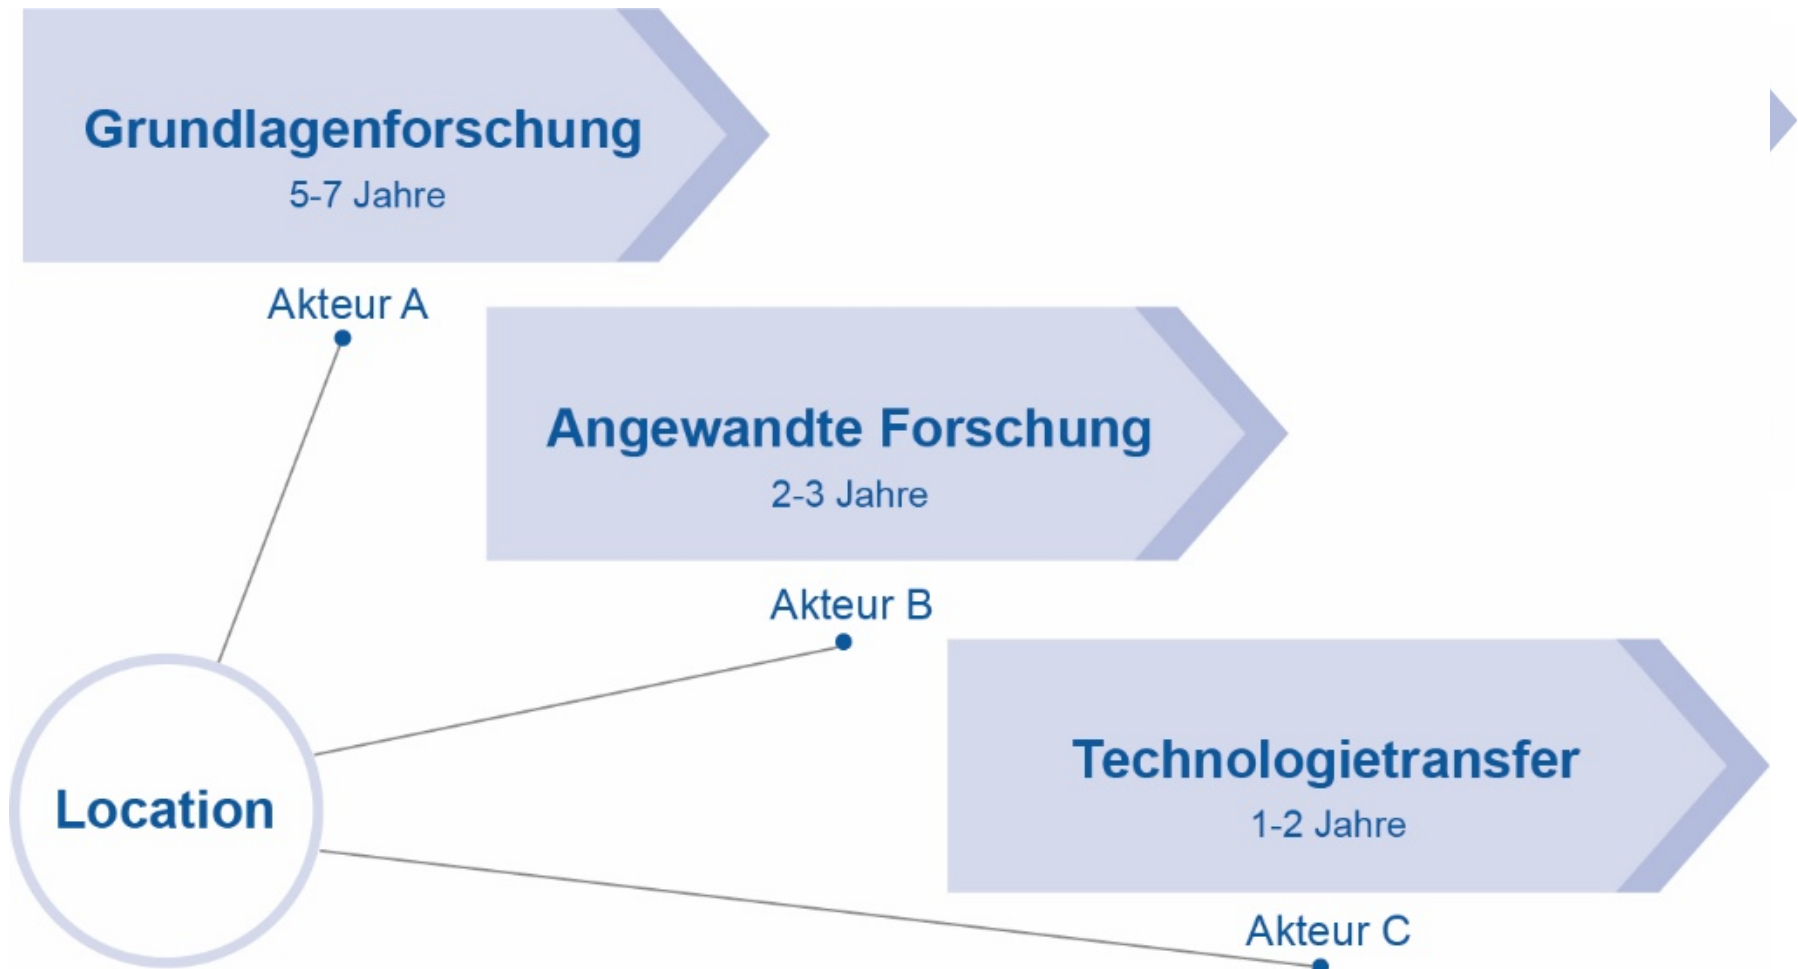 Grundlagenforschung
5-7 Jahre
Akteur A
Angewandte Forschung
2-3 Jahre
Akteur B
Technologietransfer
1-2 Jahre
Location
Akteur C